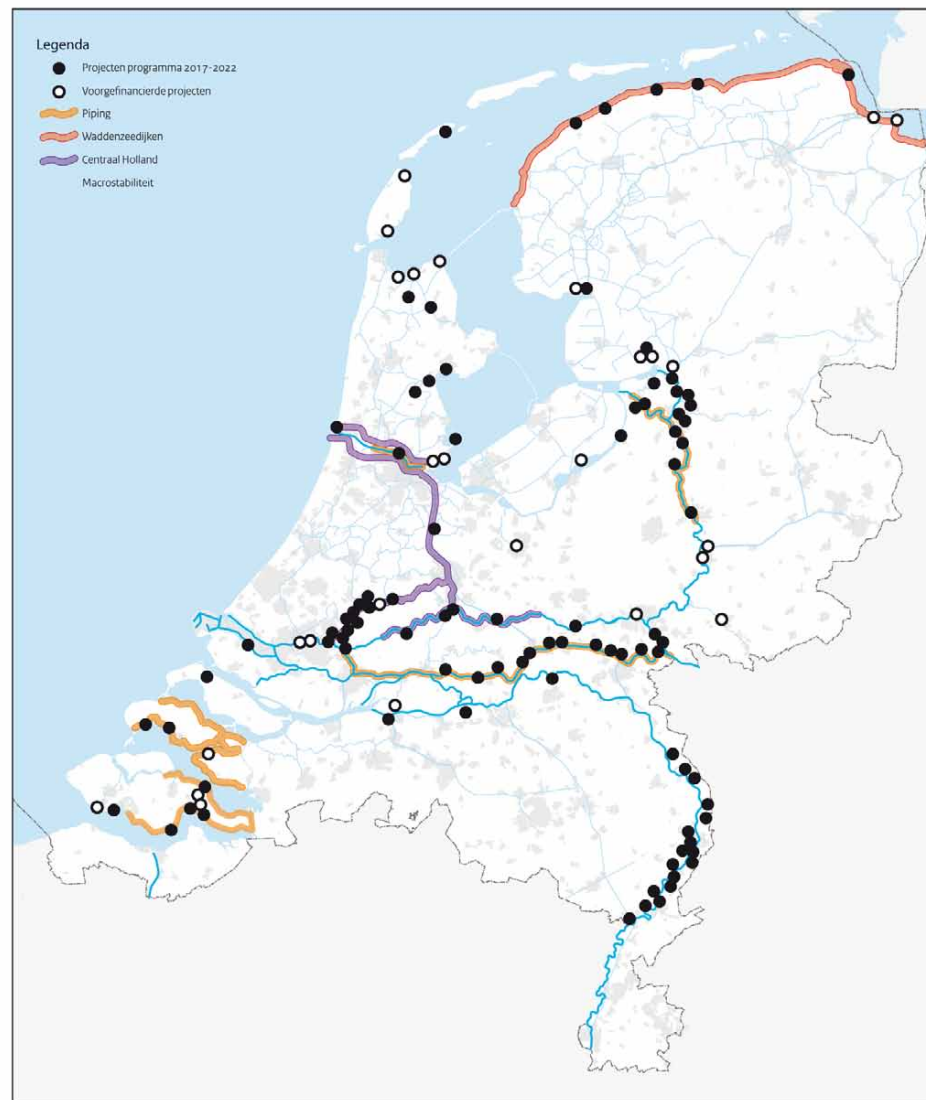 Legenda
Projecten programma 2017-2022
Voorgefinancierde projecten
Piping
Waddenzeedijken
Centraal Holland
Macrostabiliteit